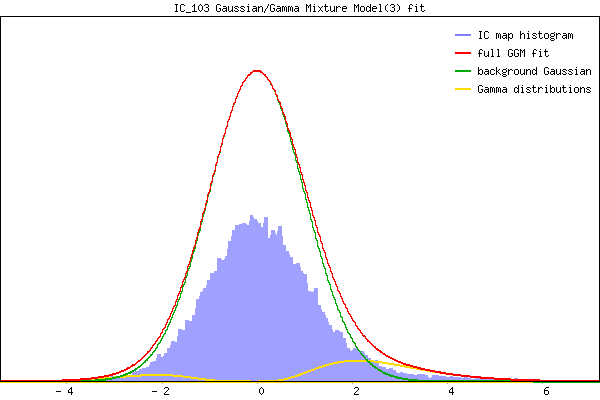 IC_103 Gaussian/Gamma Mixture Model(3) fit
IC map histogram
full GGM fit
background Gaussian
Gamma distributions
- 4 - 2 0 2 4 6